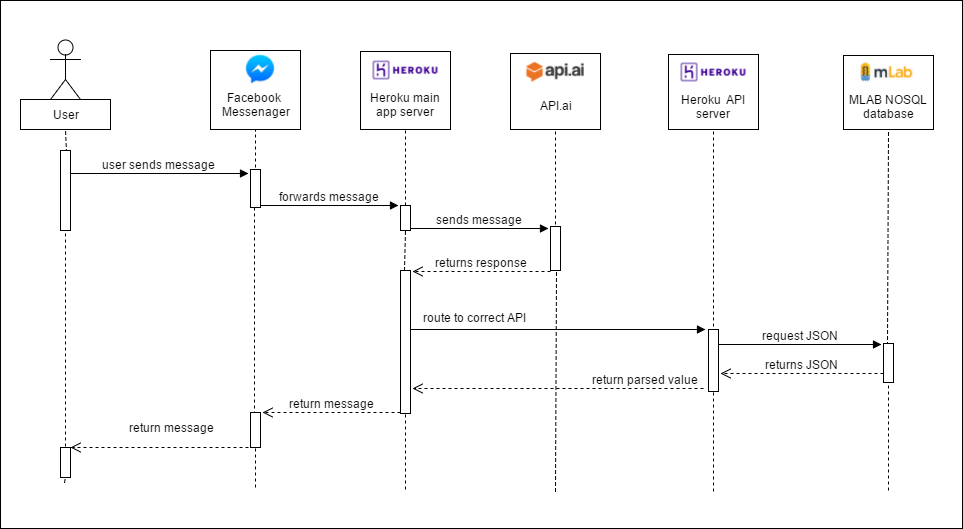 User
Facebook
Messenager
HEROKU
Heroku main
app server
api.ai
API.ai
HEROKU
Heroku API
server
mLab
MLAB NOSQL
database
user sends message
forwards message
sends message
returns response
route to correct API
request JSON
returns JSON
return parsed value
return message
return message